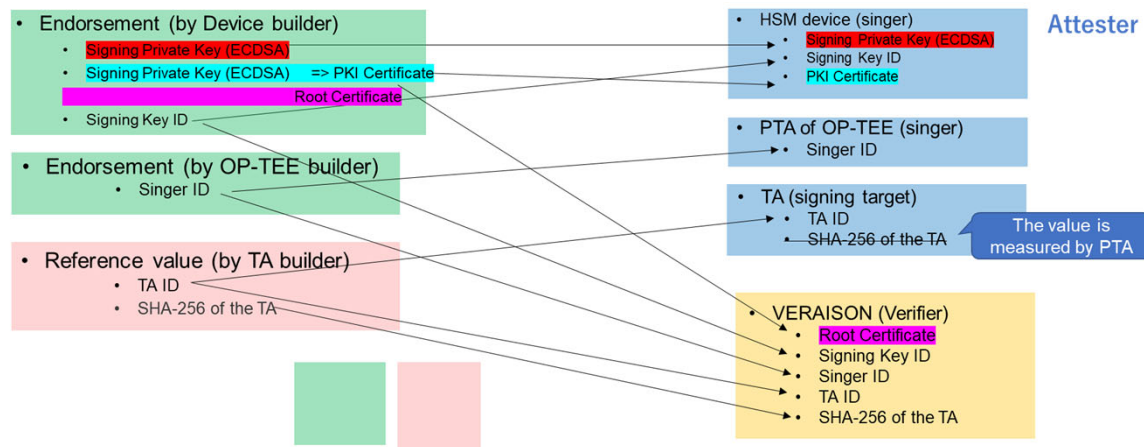 Endorsement (by Device builder)
Signing Private Key (ECDSA)
Signing Private Key (ECDSA) => PKI Certificate
Root Certificate
Signing Key ID
Endorsement (by OP-TEE builder)
Singer ID
Reference value (by TA builder)
TA ID
SHA-256 of the TA
Attester
HSM device (singer)
Signing Private Key (ECDSA)
Signing Key ID
PKI Certificate
PTA of OP-TEE (singer)
Singer ID
TA (signing target)
TA ID
SHA-256 of the TA
The value is
measured by PTA
VERAISON (Verifier)
Root Certificate
Signing Key ID
Singer ID
TA ID
SHA-256 of the TA